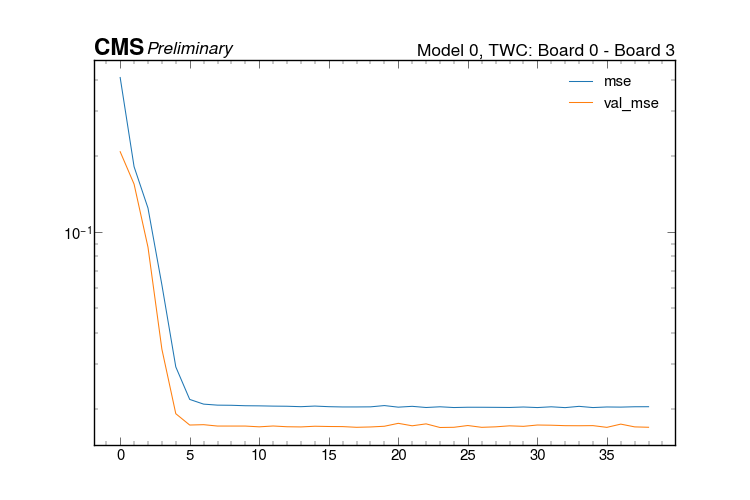 CMS Preliminary
Model 0, TWC: Board 0 - Board 3
mse
val_mse
10⁻¹
0 5 10 15 20 25 30 35